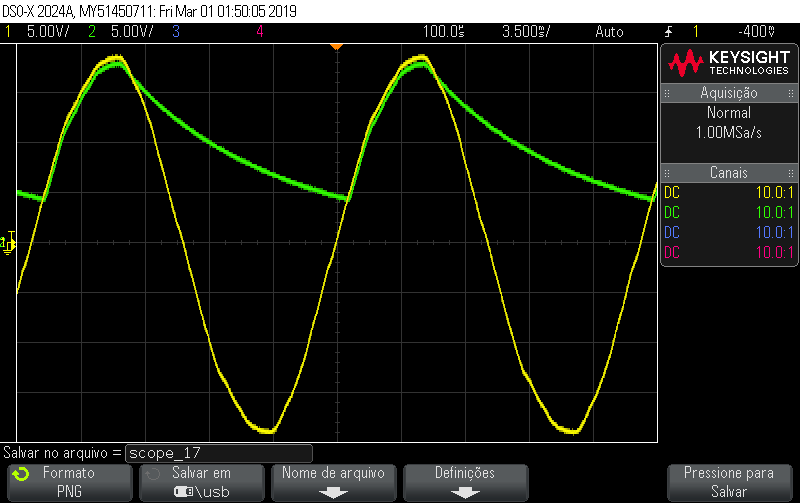 DSO-X 2024A, MY51450711: Fri Mar 01 01:50:05 2019
1 5.00V/ 2 5.00V/ 3 4 100.0s 3.500s/ Auto 1 -400V
KEYSIGHT
TECHNOLOGIES
Aquisição
Normal
1.00MSa/s
Canais
DC 10.0:1
DC 10.0:1
DC 10.0:1
DC 10.0:1
Salvar no arquivo = scope_17
Formato
PNG
Salvar em
\usb
Nome de arquivo
Definições
Pressione para
Salvar